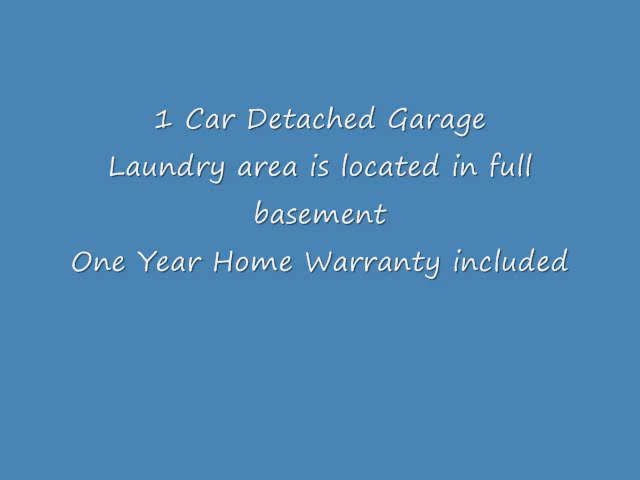 1 Car Detached Garage
Laundry area is located in full
basement
One Year Home Warranty included